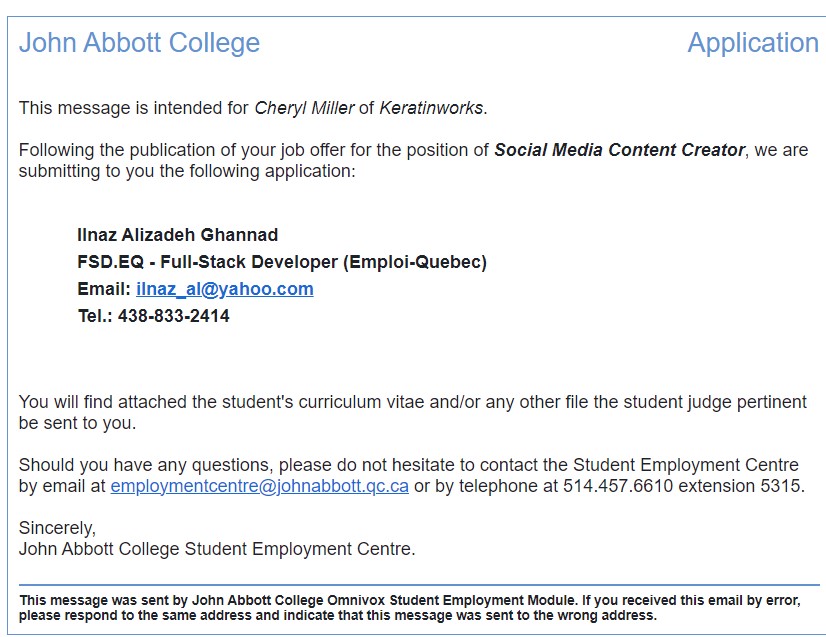 John Abbott College Application
This message is intended for Cheryl Miller of Keratinworks.
Following the publication of your job offer for the position of Social Media Content Creator, we are
submitting to you the following application:
Ilnaz Alizadeh Ghannad
FSD.EQ - Full-Stack Developer (Emploi-Quebec)
Email: ilnaz_al@yahoo.com
Tel.: 438-833-2414
You will find attached the student's curriculum vitae and/or any other file the student judge pertinent
be sent to you.
Should you have any questions, please do not hesitate to contact the Student Employment Centre
by email at employmentcentre@johnabbott.qc.ca or by telephone at 514.457.6610 extension 5315.
Sincerely,
John Abbott College Student Employment Centre.
This message was sent by John Abbott College Omnivox Student Employment Module. If you received this email by error,
please respond to the same address and indicate that this message was sent to the wrong address.